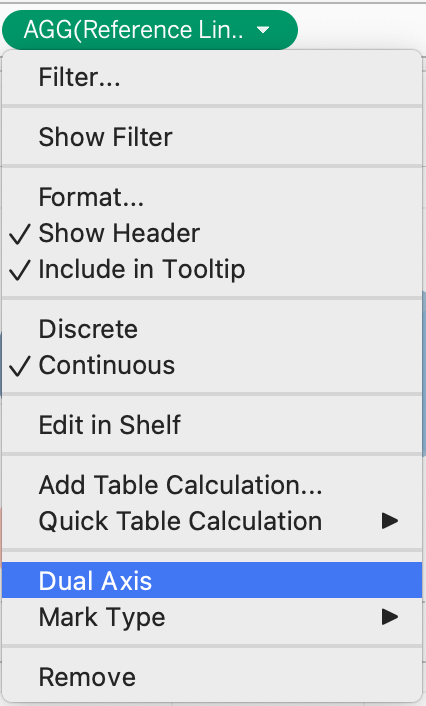 AGG(Reference Lin..
Filter...
Show Filter
Format...
Show Header
Include in Tooltip
Discrete
Continuous
Edit in Shelf
Add Table Calculation...
Quick Table Calculation
Dual Axis
Mark Type
Remove